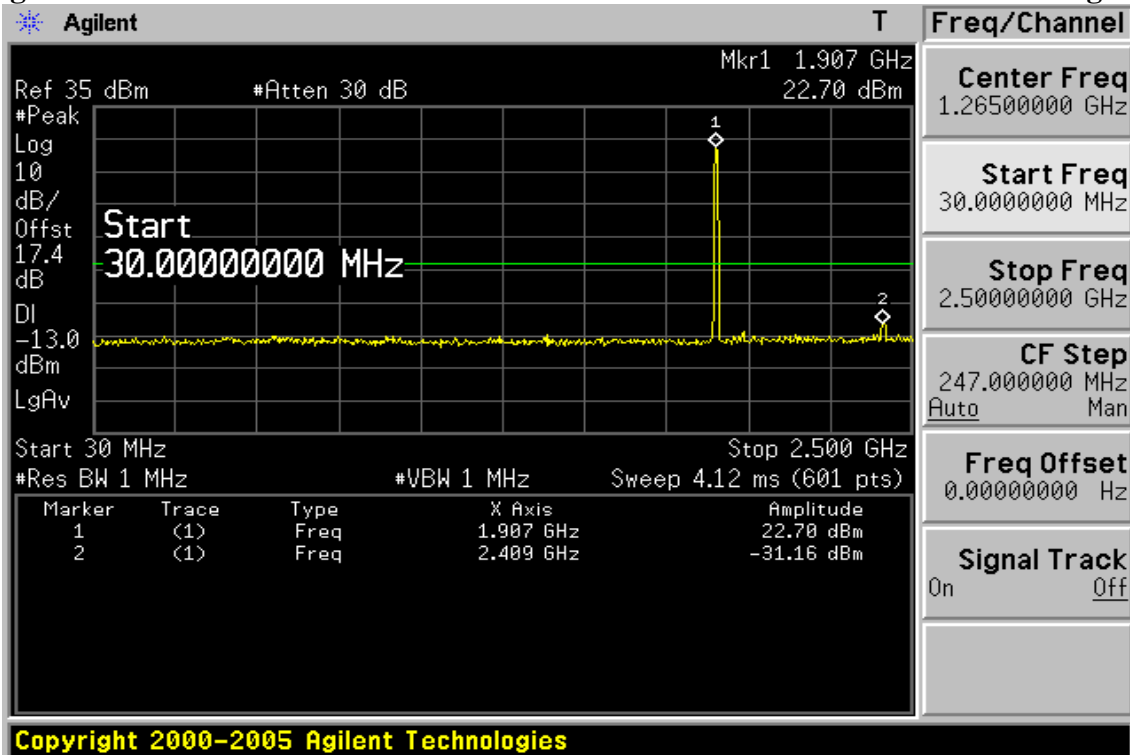 Agilent T
Freq/Channel
Mkr1 1.907 GHz
Ref 35 dBm #Atten 30 dB 22.70 dBm
#Peak
Log
10
dB/
Offst
17.4
dB
DI
-13.0
dBm
LgAv
1
2
Start
30.00000000 MHz
Start 30 MHz Stop 2.500 GHz
#Res BW 1 MHz #VBW 1 MHz Sweep 4.12 ms (601 pts)
Marker Trace Type X Axis Amplitude
1 (1) Freq 1.907 GHz 22.70 dBm
2 (1) Freq 2.409 GHz -31.16 dBm
Center Freq
1.26500000 GHz
Start Freq
30.0000000 MHz
Stop Freq
2.50000000 GHz
CF Step
247.000000 MHz
Auto Man
Freq Offset
0.00000000 Hz
Signal Track
On Off
Copyright 2000-2005 Agilent Technologies